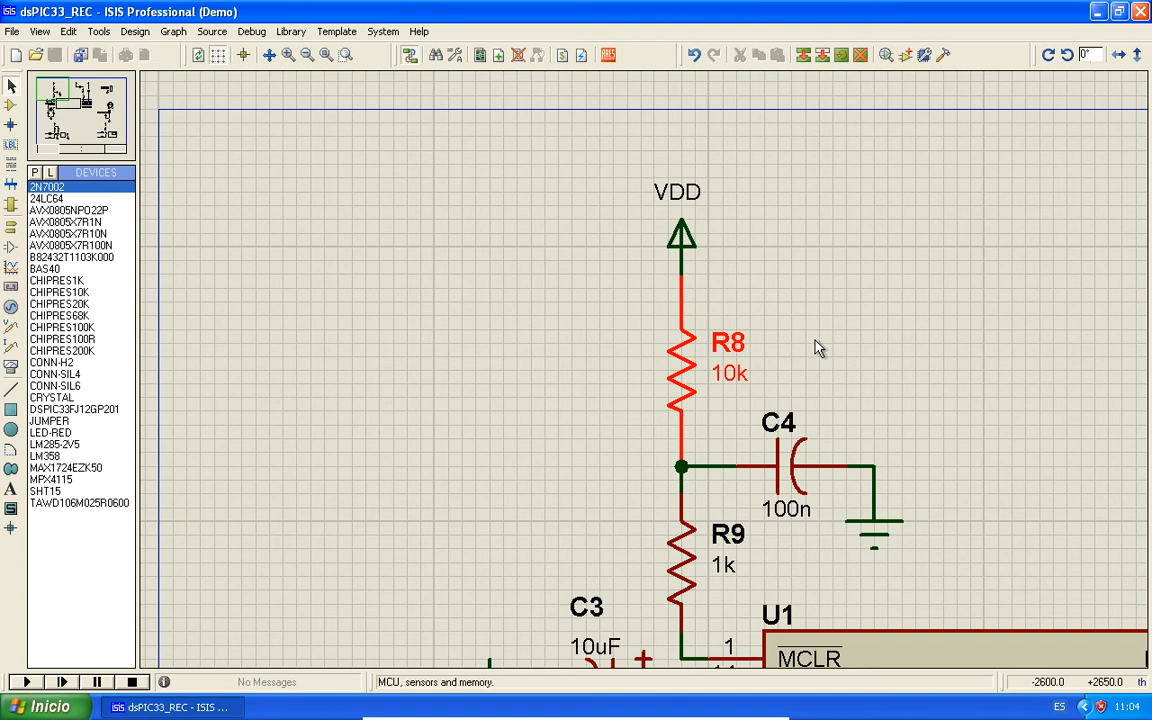 dsPIC33_REC - ISIS Professional (Demo)
File View Edit Tools Design Graph Source Debug Library Template System Help
0°
P L DEVICES
2N7002
24LC64
AVX0805NPO22P
AVX0805X7R1N
AVX0805X7R10N
AVX0805X7R100N
B82432T1103K000
BAS40
CHIPRES1K
CHIPRES10K
CHIPRES20K
CHIPRES68K
CHIPRES100K
CHIPRES100R
CHIPRES200K
CONN-H2
CONN-SIL4
CONN-SIL6
CRYSTAL
DSPIC33FJ12GP201
JUMPER
LED-RED
LM285-2V5
LM358
MAX1724EZK50
MPX4115
SHT15
TAWD106M025R0600
VDD
R8
10k
C4
100n
R9
1k
C3
10uF
U1
1
MCLR
No Messages
MCU, sensors and memory.
-2600.0 +2650.0 th
Inicio
dsPIC33_REC - ISIS ...
ES
11:04